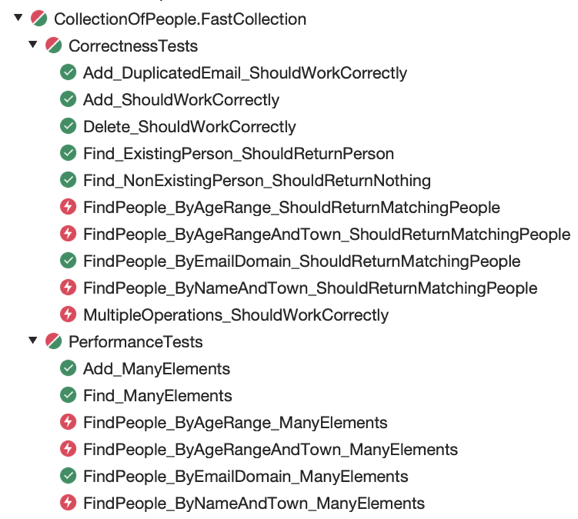 CollectionOfPeople.FastCollection
CorrectnessTests
Add_DuplicatedEmail_ShouldWorkCorrectly
Add_ShouldWorkCorrectly
Delete_ShouldWorkCorrectly
Find_ExistingPerson_ShouldReturnPerson
Find_NonExistingPerson_ShouldReturnNothing
FindPeople_ByAgeRange_ShouldReturnMatchingPeople
FindPeople_ByAgeRangeAndTown_ShouldReturnMatchingPeople
FindPeople_ByEmailDomain_ShouldReturnMatchingPeople
FindPeople_ByNameAndTown_ShouldReturnMatchingPeople
MultipleOperations_ShouldWorkCorrectly
PerformanceTests
Add_ManyElements
Find_ManyElements
FindPeople_ByAgeRange_ManyElements
FindPeople_ByAgeRangeAndTown_ManyElements
FindPeople_ByEmailDomain_ManyElements
FindPeople_ByNameAndTown_ManyElements